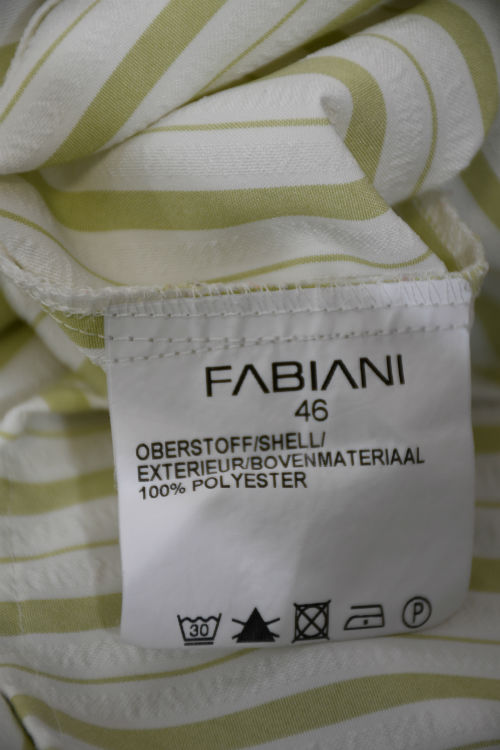 FABIANI
46
OBERSTOFF/SHELL/
EXTERIEUR/BOVENMATERIAAL
100% POLYESTER
30
P